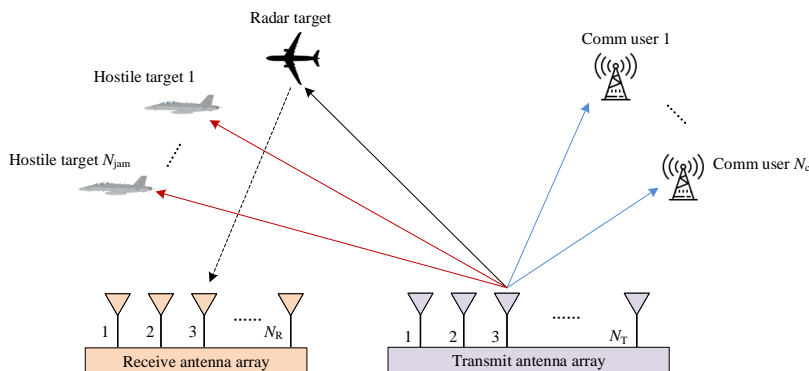 Radar target
Comm user 1
Hostile target 1
Hostile target N_jam
Comm user N_c
1 2 3 ...... N_R
1 2 3 ...... N_T
Receive antenna array
Transmit antenna array